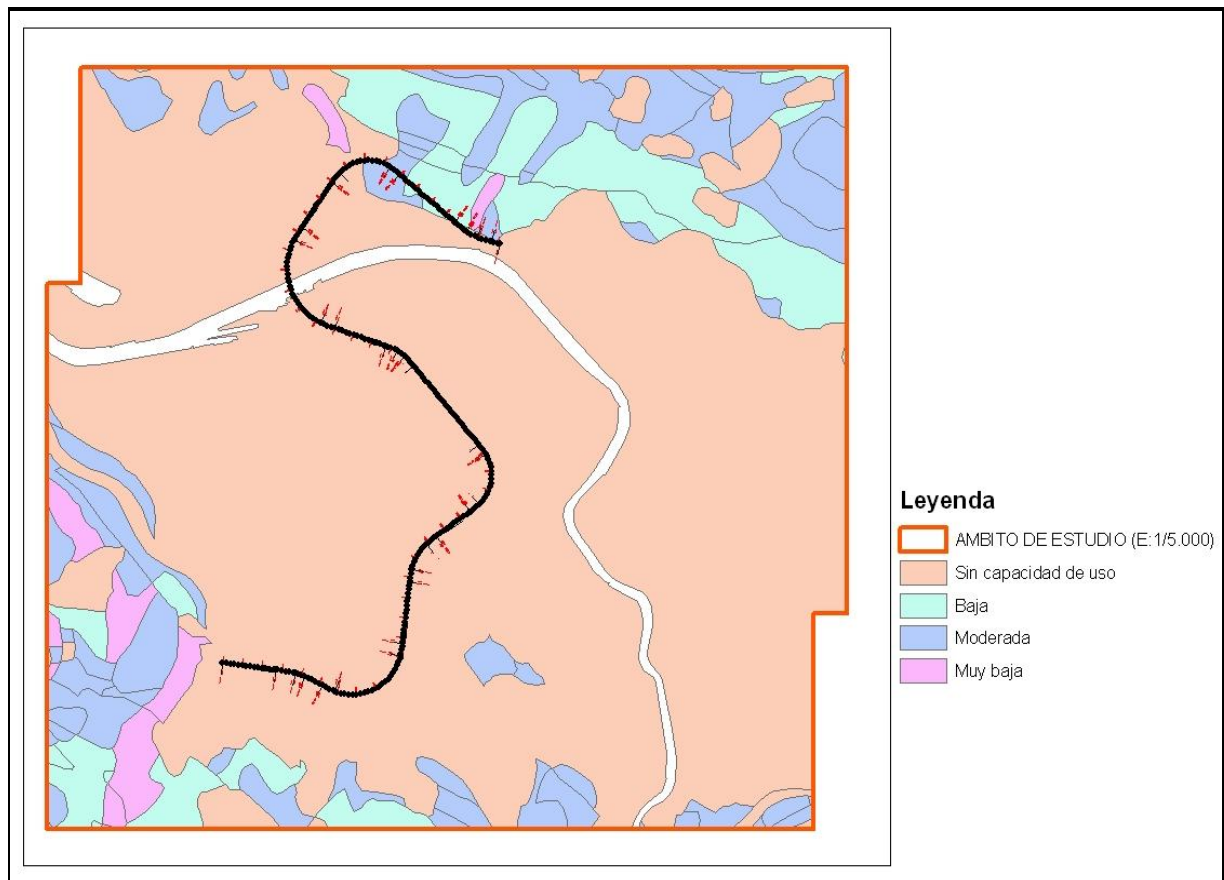 Leyenda
AMBITO DE ESTUDIO (E:1/5.000)
Sin capacidad de uso
Baja
Moderada
Muy baja